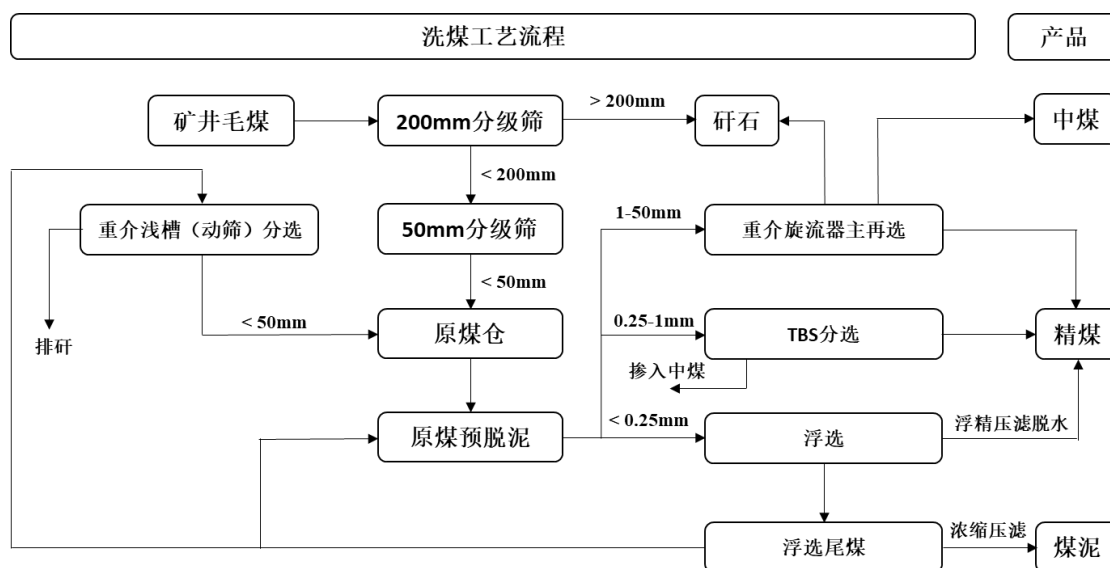 洗煤工艺流程
产品
矿井毛煤
200mm分级筛
> 200mm
矸石
中煤
< 200mm
重介浅槽（动筛）分选
50mm分级筛
1-50mm
重介旋流器主再选
< 50mm
< 50mm
排矸
原煤仓
0.25-1mm
TBS分选
精煤
掺入中煤
原煤预脱泥
< 0.25mm
浮选
浮精压滤脱水
浮选尾煤
浓缩压滤
煤泥